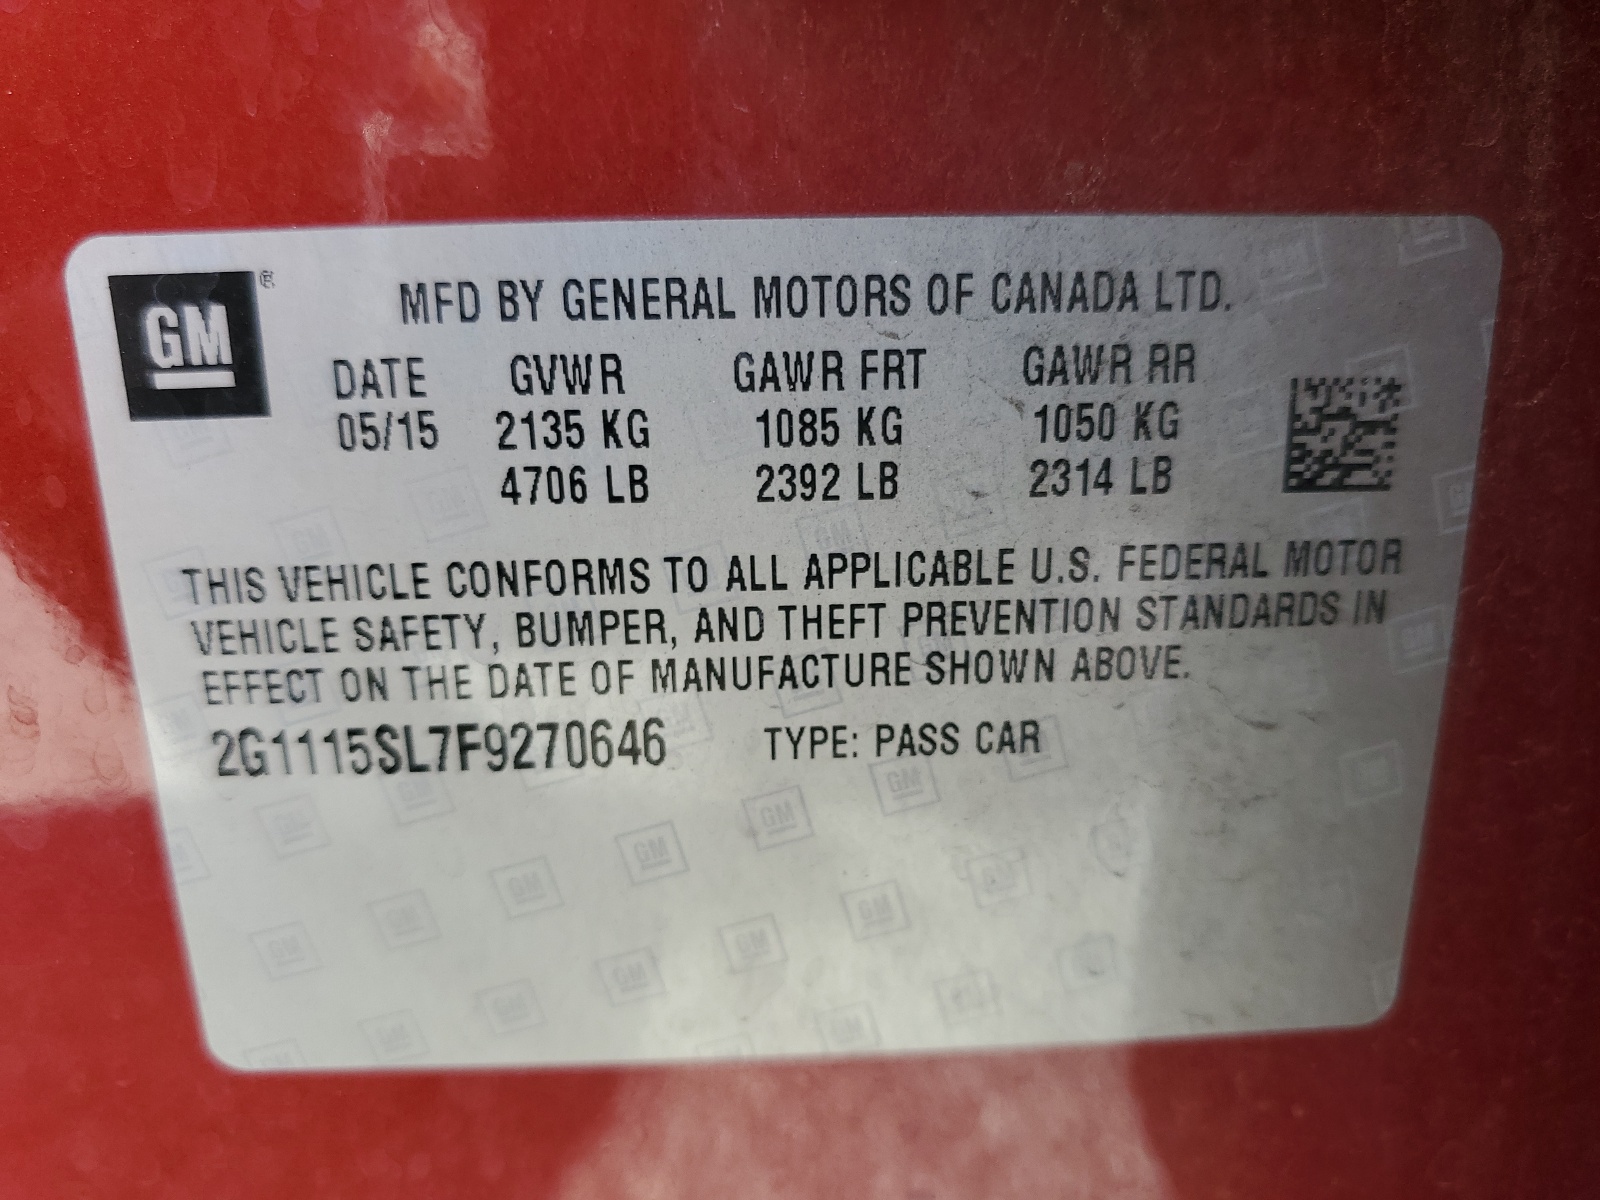 GM ®
MFD BY GENERAL MOTORS OF CANADA LTD.
DATE GVWR GAWR FRT GAWR RR
05/15 2135 KG 1085 KG 1050 KG
4706 LB 2392 LB 2314 LB
THIS VEHICLE CONFORMS TO ALL APPLICABLE U.S. FEDERAL MOTOR
VEHICLE SAFETY, BUMPER, AND THEFT PREVENTION STANDARDS IN
EFFECT ON THE DATE OF MANUFACTURE SHOWN ABOVE.
2G1115SL7F9270646 TYPE: PASS CAR